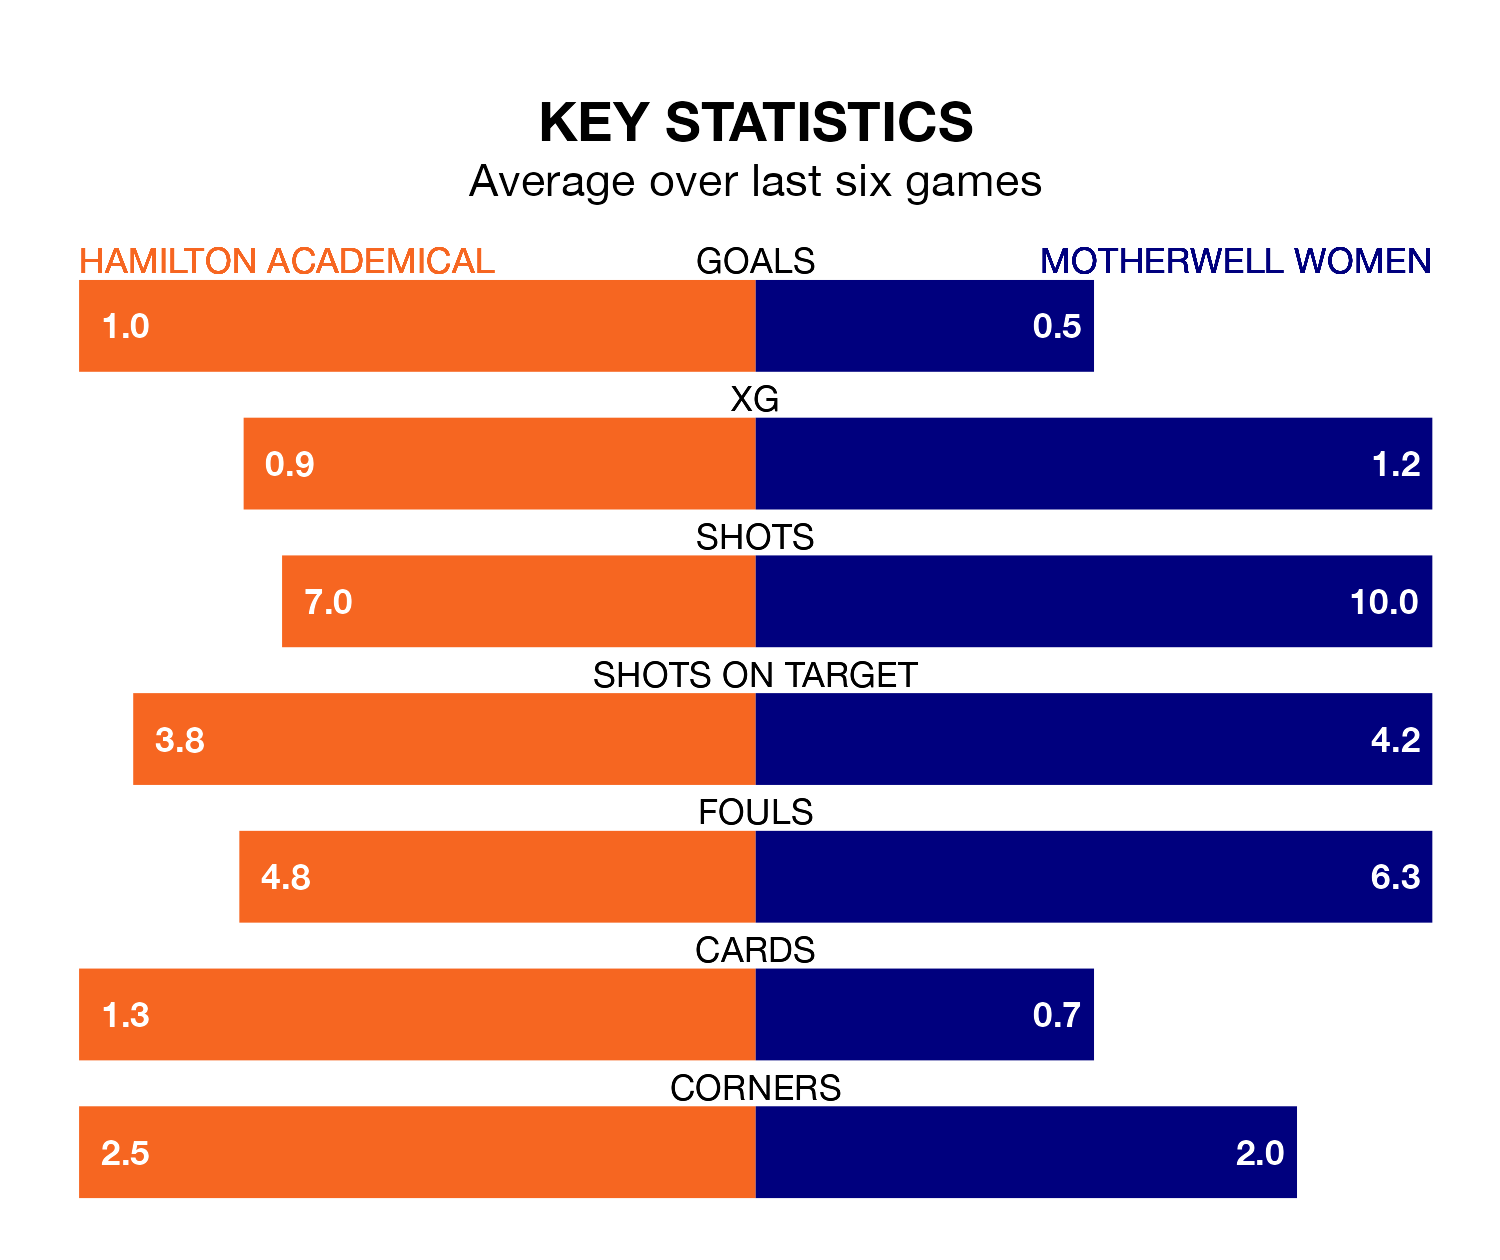 KEY STATISTICS
Average over last six games
HAMILTON ACADEMICAL GOALS MOTHERWELL WOMEN
1.0 0.5
XG
0.9 1.2
SHOTS
7.0 10.0
SHOTS ON TARGET
3.8 4.2
FOULS
4.8 6.3
CARDS
1.3 0.7
CORNERS
2.5 2.0